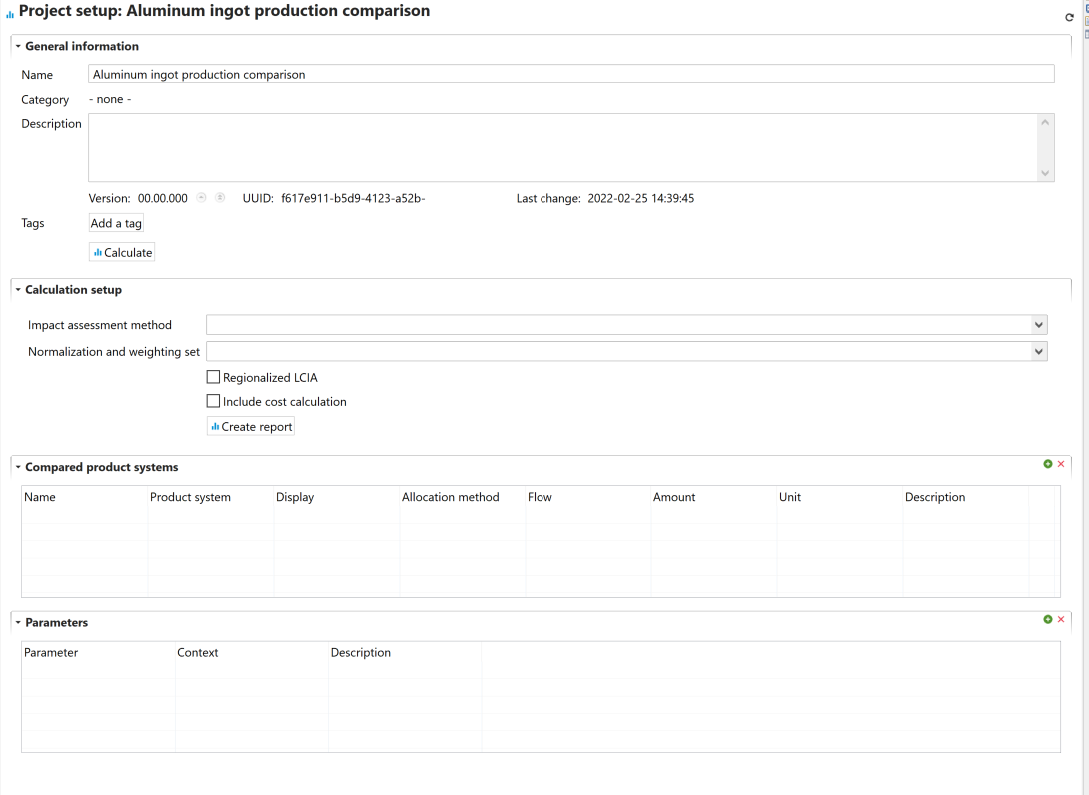 Project setup: Aluminum ingot production comparison
General information
Name Aluminum ingot production comparison
Category - none -
Description
Version: 00.00.000 UUID: f617e911-b5d9-4123-a52b- Last change: 2022-02-25 14:39:45
Tags Add a tag
Calculate
Calculation setup
Impact assessment method
Normalization and weighting set
Regionalized LCIA
Include cost calculation
Create report
Compared product systems
Name Product system Display Allocation method Flow Amount Unit Description
Parameters
Parameter Context Description